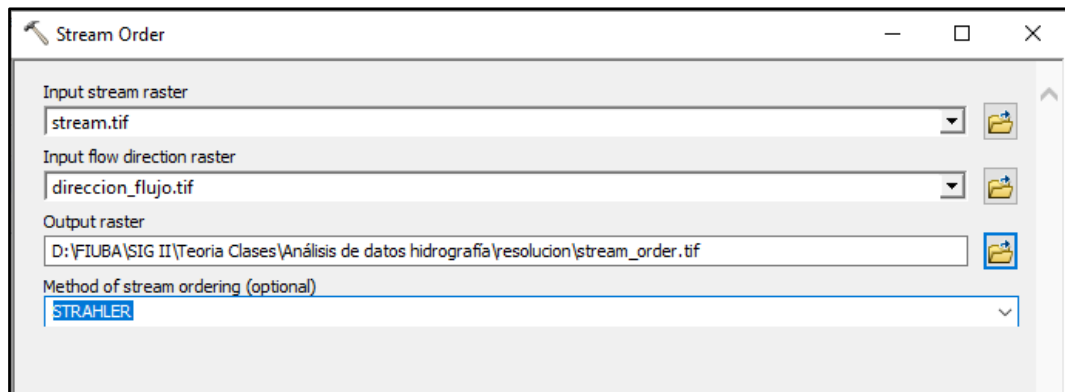 Stream Order
Input stream raster
stream.tif
Input flow direction raster
direccion_flujo.tif
Output raster
D:\FIUBA\SIG II\Teoria Clases\Análisis de datos hidrografía\resolucion\stream_order.tif
Method of stream ordering (optional)
STRAHLER